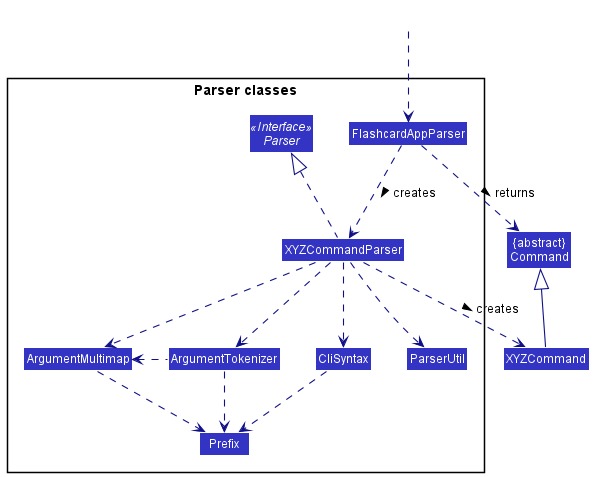 Parser classes
«Interface»
Parser
FlashcardAppParser
creates
returns
XYZCommandParser
{abstract}
Command
creates
ArgumentMultimap
ArgumentTokenizer
CliSyntax
ParserUtil
XYZCommand
Prefix